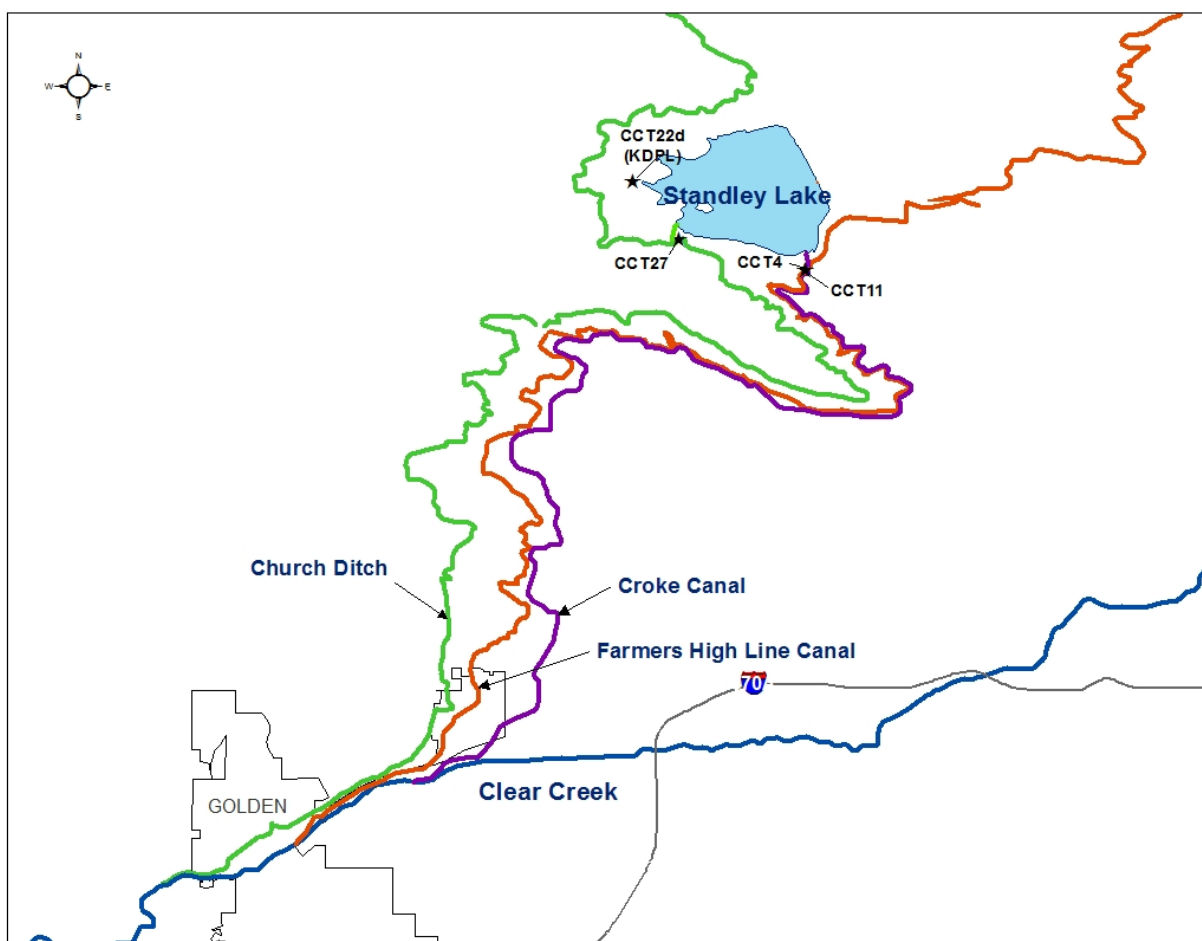 N
W E
S
CCT22d
(KDPL)
Standley Lake
CCT27
CCT4
CCT11
Church Ditch
Croke Canal
Farmers High Line Canal
70
Clear Creek
GOLDEN